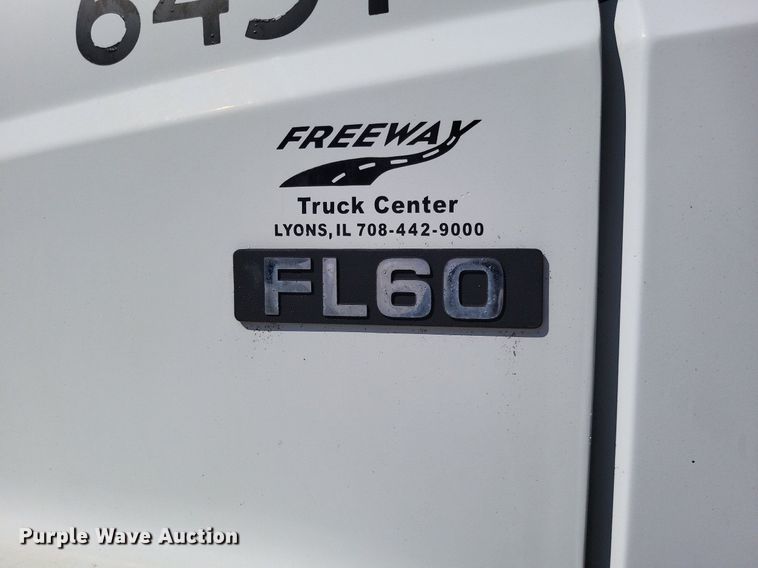 FREEWAY
Truck Center
LYONS, IL 708-442-9000
FL60
Purple Wave Auction